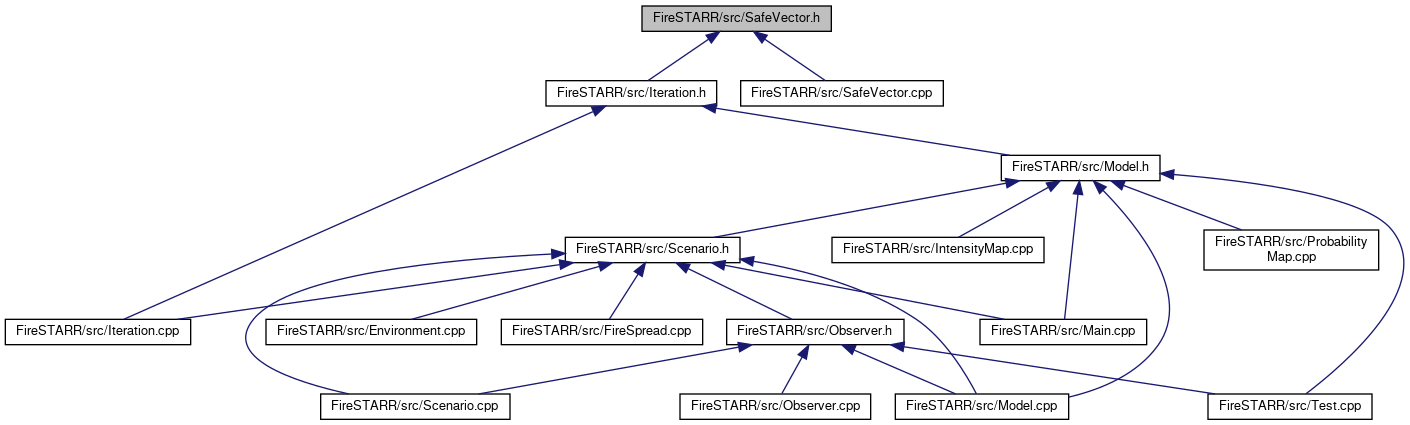 FireSTARR/src/SafeVector.h
FireSTARR/src/Iteration.h
FireSTARR/src/SafeVector.cpp
FireSTARR/src/Model.h
FireSTARR/src/Scenario.h
FireSTARR/src/IntensityMap.cpp
FireSTARR/src/Probability
Map.cpp
FireSTARR/src/Iteration.cpp
FireSTARR/src/Environment.cpp
FireSTARR/src/FireSpread.cpp
FireSTARR/src/Observer.h
FireSTARR/src/Main.cpp
FireSTARR/src/Scenario.cpp
FireSTARR/src/Observer.cpp
FireSTARR/src/Model.cpp
FireSTARR/src/Test.cpp